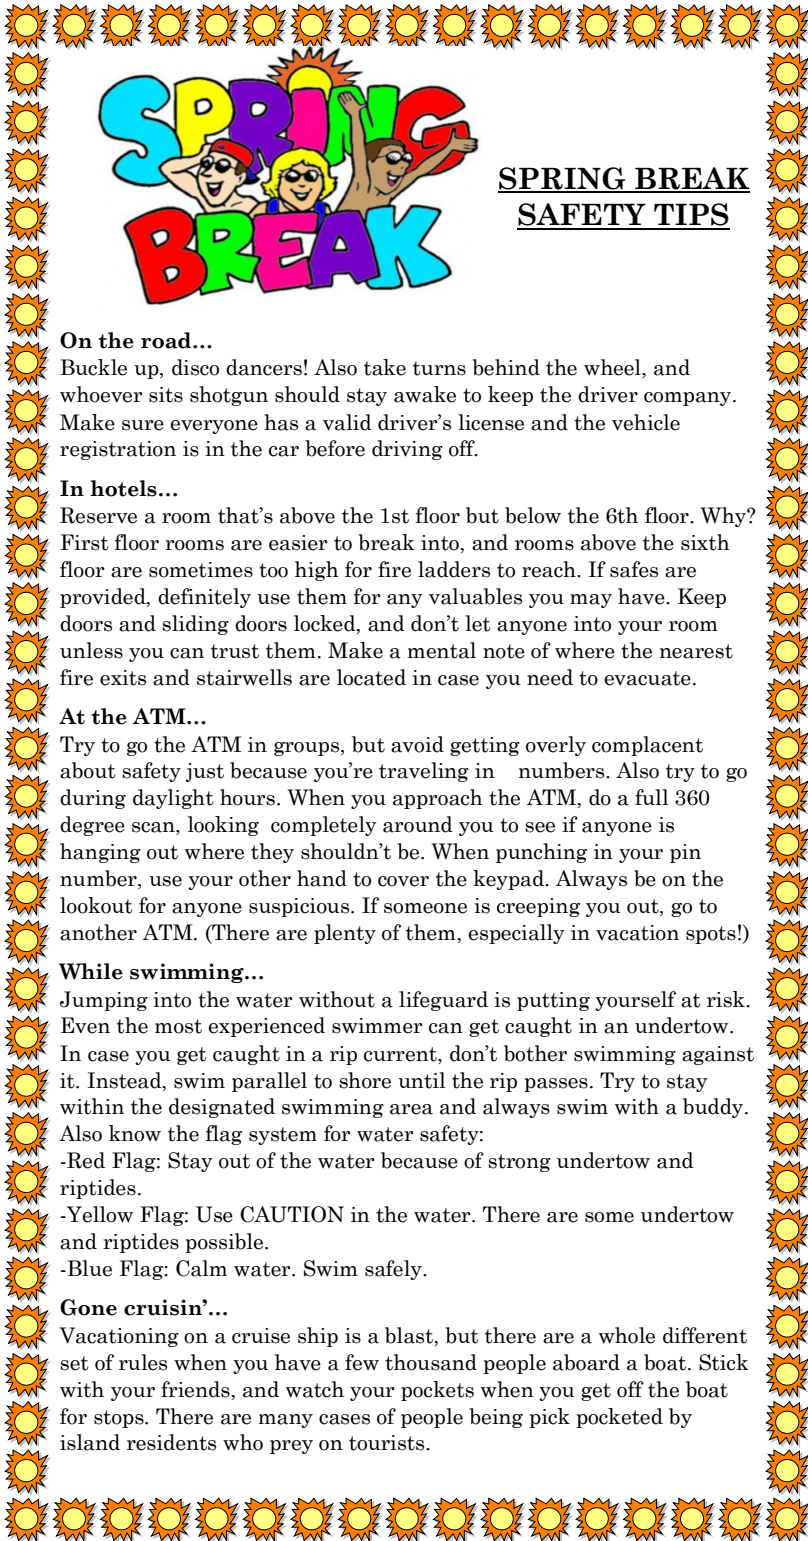 SPRING
BREAK
SPRING BREAK
SAFETY TIPS
On the road…
Buckle up, disco dancers! Also take turns behind the wheel, and
whoever sits shotgun should stay awake to keep the driver company.
Make sure everyone has a valid driver’s license and the vehicle
registration is in the car before driving off.
In hotels…
Reserve a room that’s above the 1st floor but below the 6th floor. Why?
First floor rooms are easier to break into, and rooms above the sixth
floor are sometimes too high for fire ladders to reach. If safes are
provided, definitely use them for any valuables you may have. Keep
doors and sliding doors locked, and don’t let anyone into your room
unless you can trust them. Make a mental note of where the nearest
fire exits and stairwells are located in case you need to evacuate.
At the ATM…
Try to go the ATM in groups, but avoid getting overly complacent
about safety just because you’re traveling in numbers. Also try to go
during daylight hours. When you approach the ATM, do a full 360
degree scan, looking completely around you to see if anyone is
hanging out where they shouldn’t be. When punching in your pin
number, use your other hand to cover the keypad. Always be on the
lookout for anyone suspicious. If someone is creeping you out, go to
another ATM. (There are plenty of them, especially in vacation spots!)
While swimming…
Jumping into the water without a lifeguard is putting yourself at risk.
Even the most experienced swimmer can get caught in an undertow.
In case you get caught in a rip current, don’t bother swimming against
it. Instead, swim parallel to shore until the rip passes. Try to stay
within the designated swimming area and always swim with a buddy.
Also know the flag system for water safety:
-Red Flag: Stay out of the water because of strong undertow and
riptides.
-Yellow Flag: Use CAUTION in the water. There are some undertow
and riptides possible.
-Blue Flag: Calm water. Swim safely.
Gone cruisin’…
Vacationing on a cruise ship is a blast, but there are a whole different
set of rules when you have a few thousand people aboard a boat. Stick
with your friends, and watch your pockets when you get off the boat
for stops. There are many cases of people being pick pocketed by
island residents who prey on tourists.